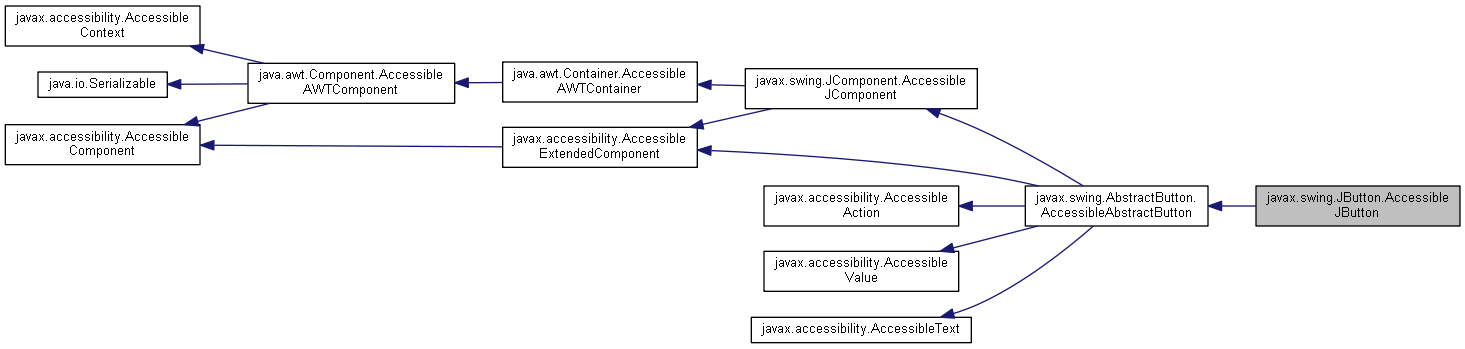 javax.accessibility.Accessible
Context
java.io.Serializable
javax.accessibility.Accessible
Component
java.awt.Component.Accessible
AWTComponent
java.awt.Container.Accessible
AWTContainer
javax.accessibility.Accessible
ExtendedComponent
javax.swing.JComponent.Accessible
JComponent
javax.accessibility.Accessible
Action
javax.accessibility.Accessible
Value
javax.accessibility.AccessibleText
javax.swing.AbstractButton.
AccessibleAbstractButton
javax.swing.JButton.Accessible
JButton